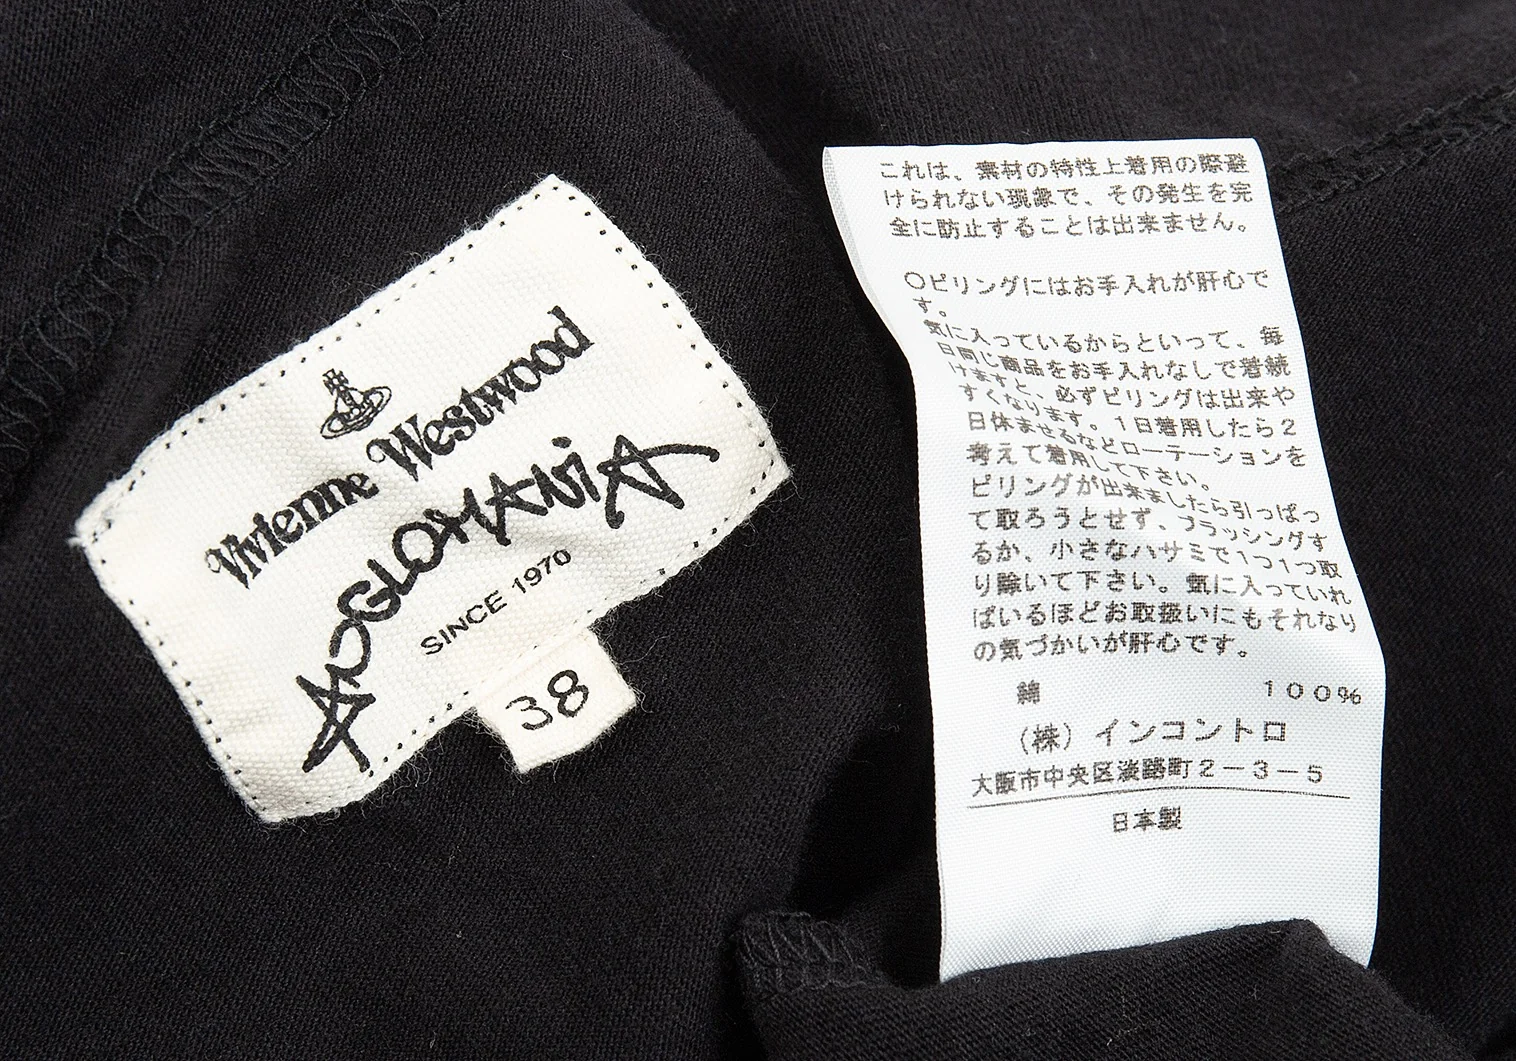 Vivienne Westwood
ANGLOMANIA
SINCE 1970
38
これは、素材の特性上着用の際避
けられない現象で、その発生を完
全に防止することは出来ません。
○ピリングにはお手入れが肝心で
す。
気に入っているからといって、毎
日同じ商品をお手入れなしで着続
けますと、必ずピリングは出来や
すくなります。1日着用したら2
日休ませるなどローテーションを
考えて着用して下さい。
ピリングが出来ましたら引っぱっ
て取ろうとせず、ブラッシングす
るか、小さなハサミで1つ1つ取
り除いて下さい。気に入っていれ
ばいるほどお取扱いにもそれなり
の気づかいが肝心です。
綿 100%
(株)インコントロ
大阪市中央区淡路町2-3-5
日本製